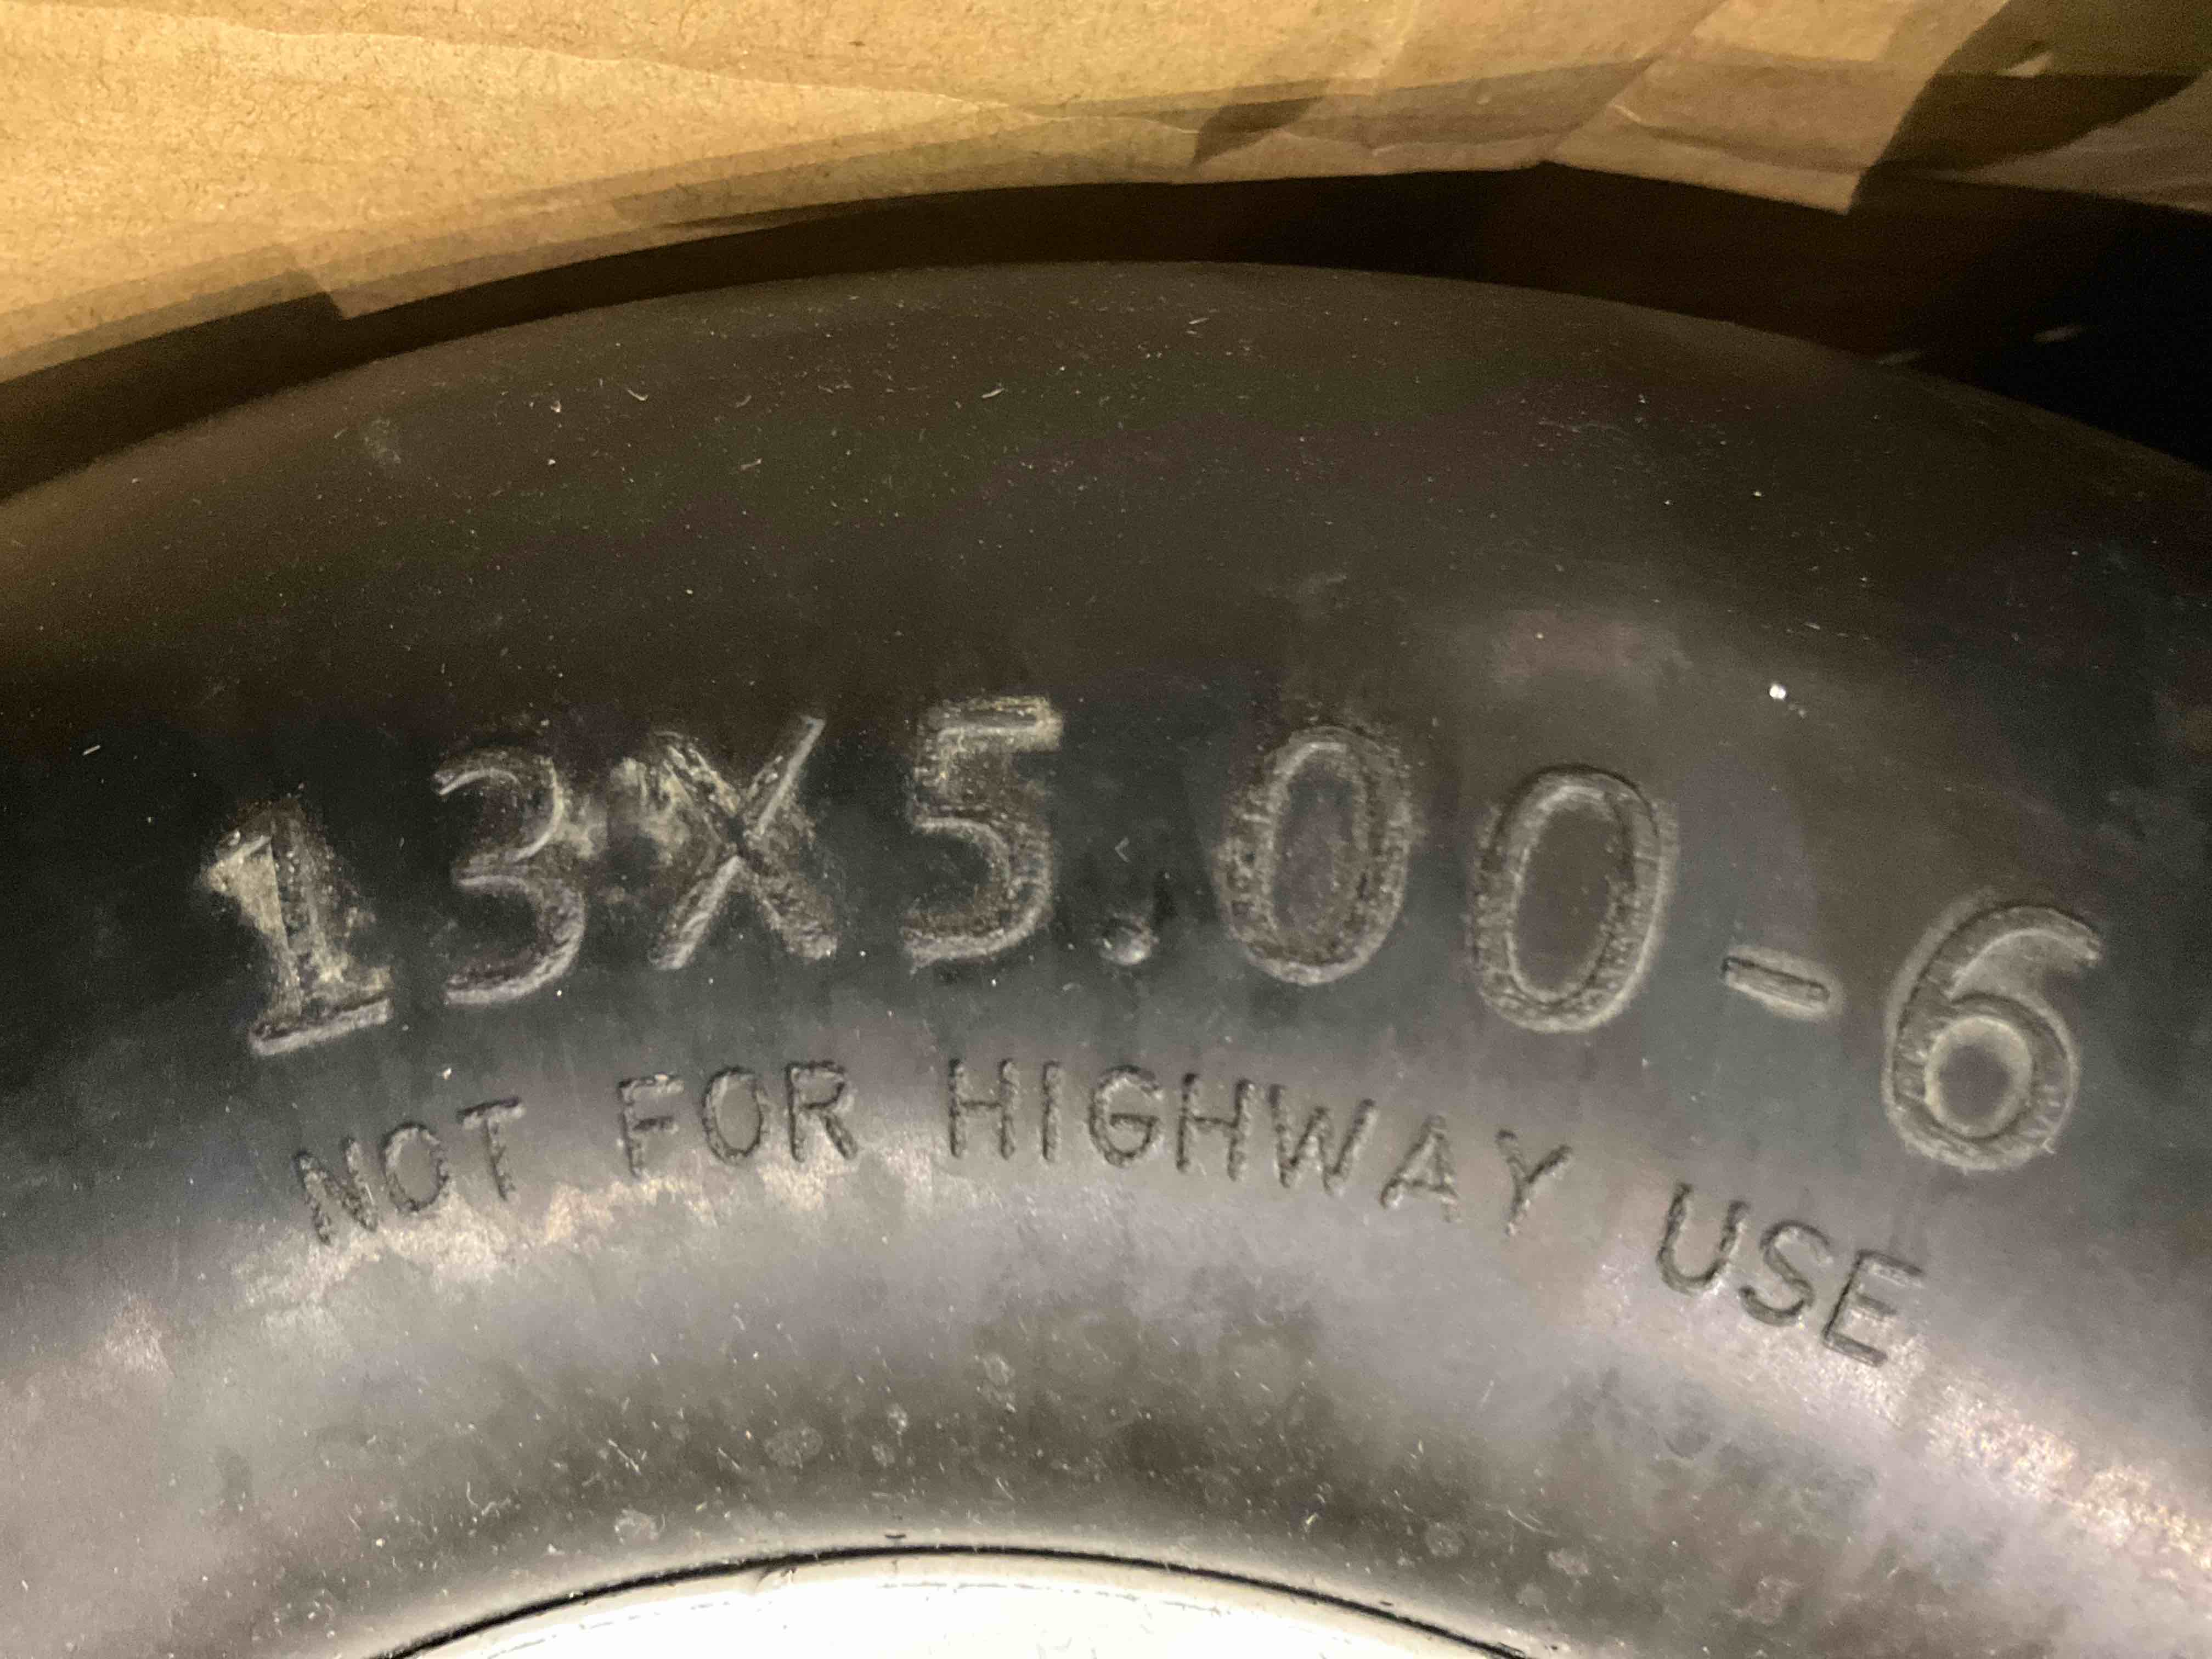 13X5.00-6
NOT FOR HIGHWAY USE